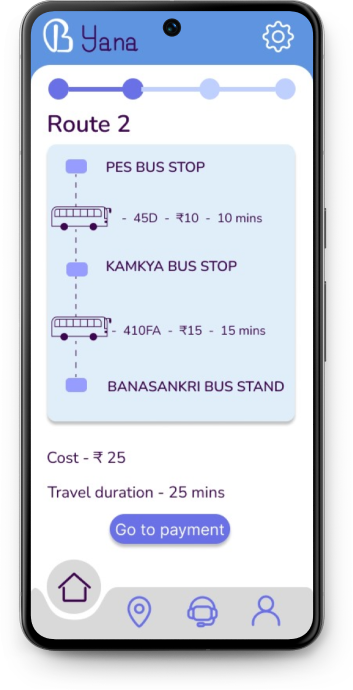 B Yana
Route 2
PES BUS STOP
- 45D - ₹10 - 10 mins
KAMKYA BUS STOP
- 410FA - ₹15 - 15 mins
BANASANKRI BUS STAND
Cost - ₹ 25
Travel duration - 25 mins
Go to payment